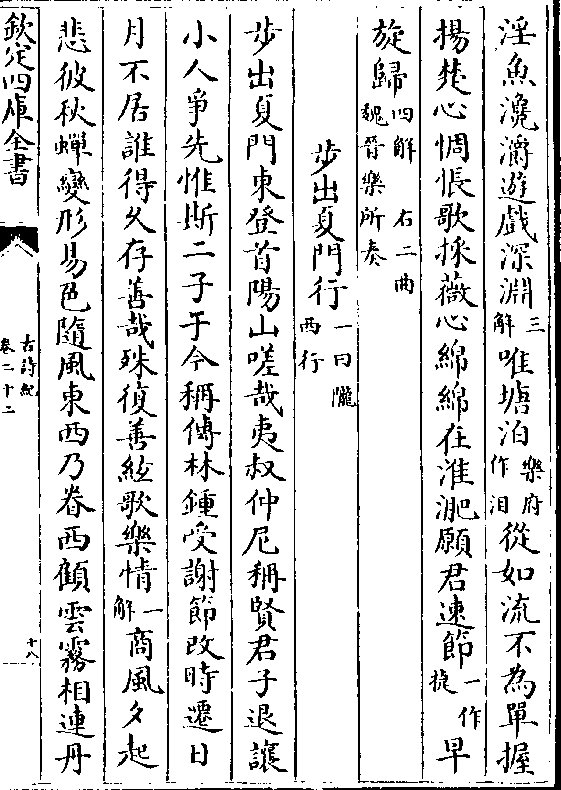 淫魚瀺灂遊戲深淵三解唯塘泊樂府作泪從如流不為單握
揚楚心惆悵歌採薇心綿綿在淮淝願君速節一作捷早
旋歸四解右二曲魏晉樂所奏
步出夏門行一曰隴西行
步出夏門東登首陽山嗟哉夷叔仲尼稱賢君子退讓
小人爭先惟斯二子于今稱傳林鍾受謝節改時遷日
月不居誰得久存善哉殊復善絃歌樂情一解商風夕起
悲彼秋蟬變形易色隨風東西乃眷西顧雲霧相連丹
欽定四庫全書
古詩紀
卷二十二
十八